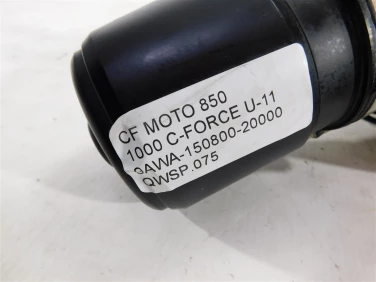 CF MOTO 850
1000 C-FORCE U-11
9AWA-150800-20000
QWSP.075